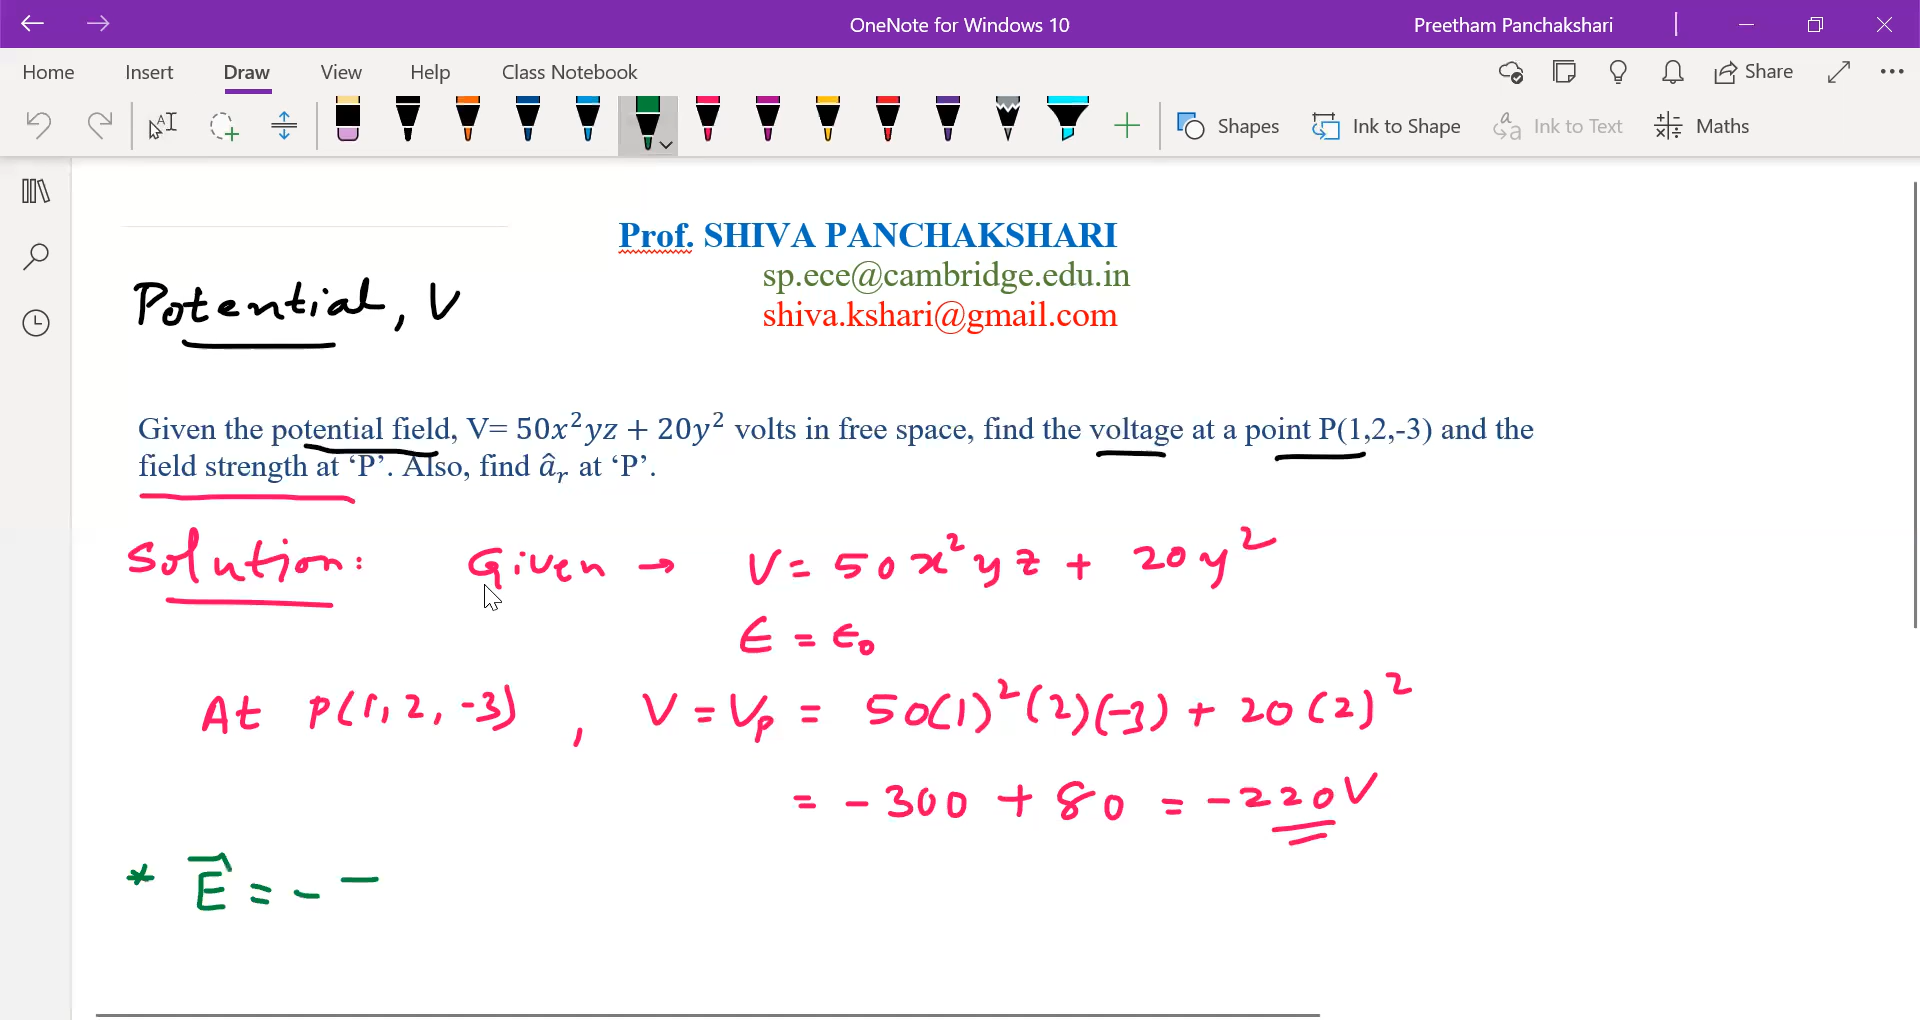 OneNote for Windows 10 Preetham Panchakshari
Home Insert Draw View Help Class Notebook Share
Shapes Ink to Shape Ink to Text Maths
Prof. SHIVA PANCHAKSHARI
sp.ece@cambridge.edu.in
shiva.kshari@gmail.com
Potential, V
Given the potential field, V= 50x²yz + 20y² volts in free space, find the voltage at a point P(1,2,-3) and the
field strength at ‘P’. Also, find âᵣ at ‘P’.
Solution: Given → V = 50x²yz + 20y²
ϵ = ϵ₀
At P(1, 2, -3) , V = Vₚ = 50(1)²(2)(-3) + 20(2)²
= -300 + 80 = -220V
* E⃗ = - —